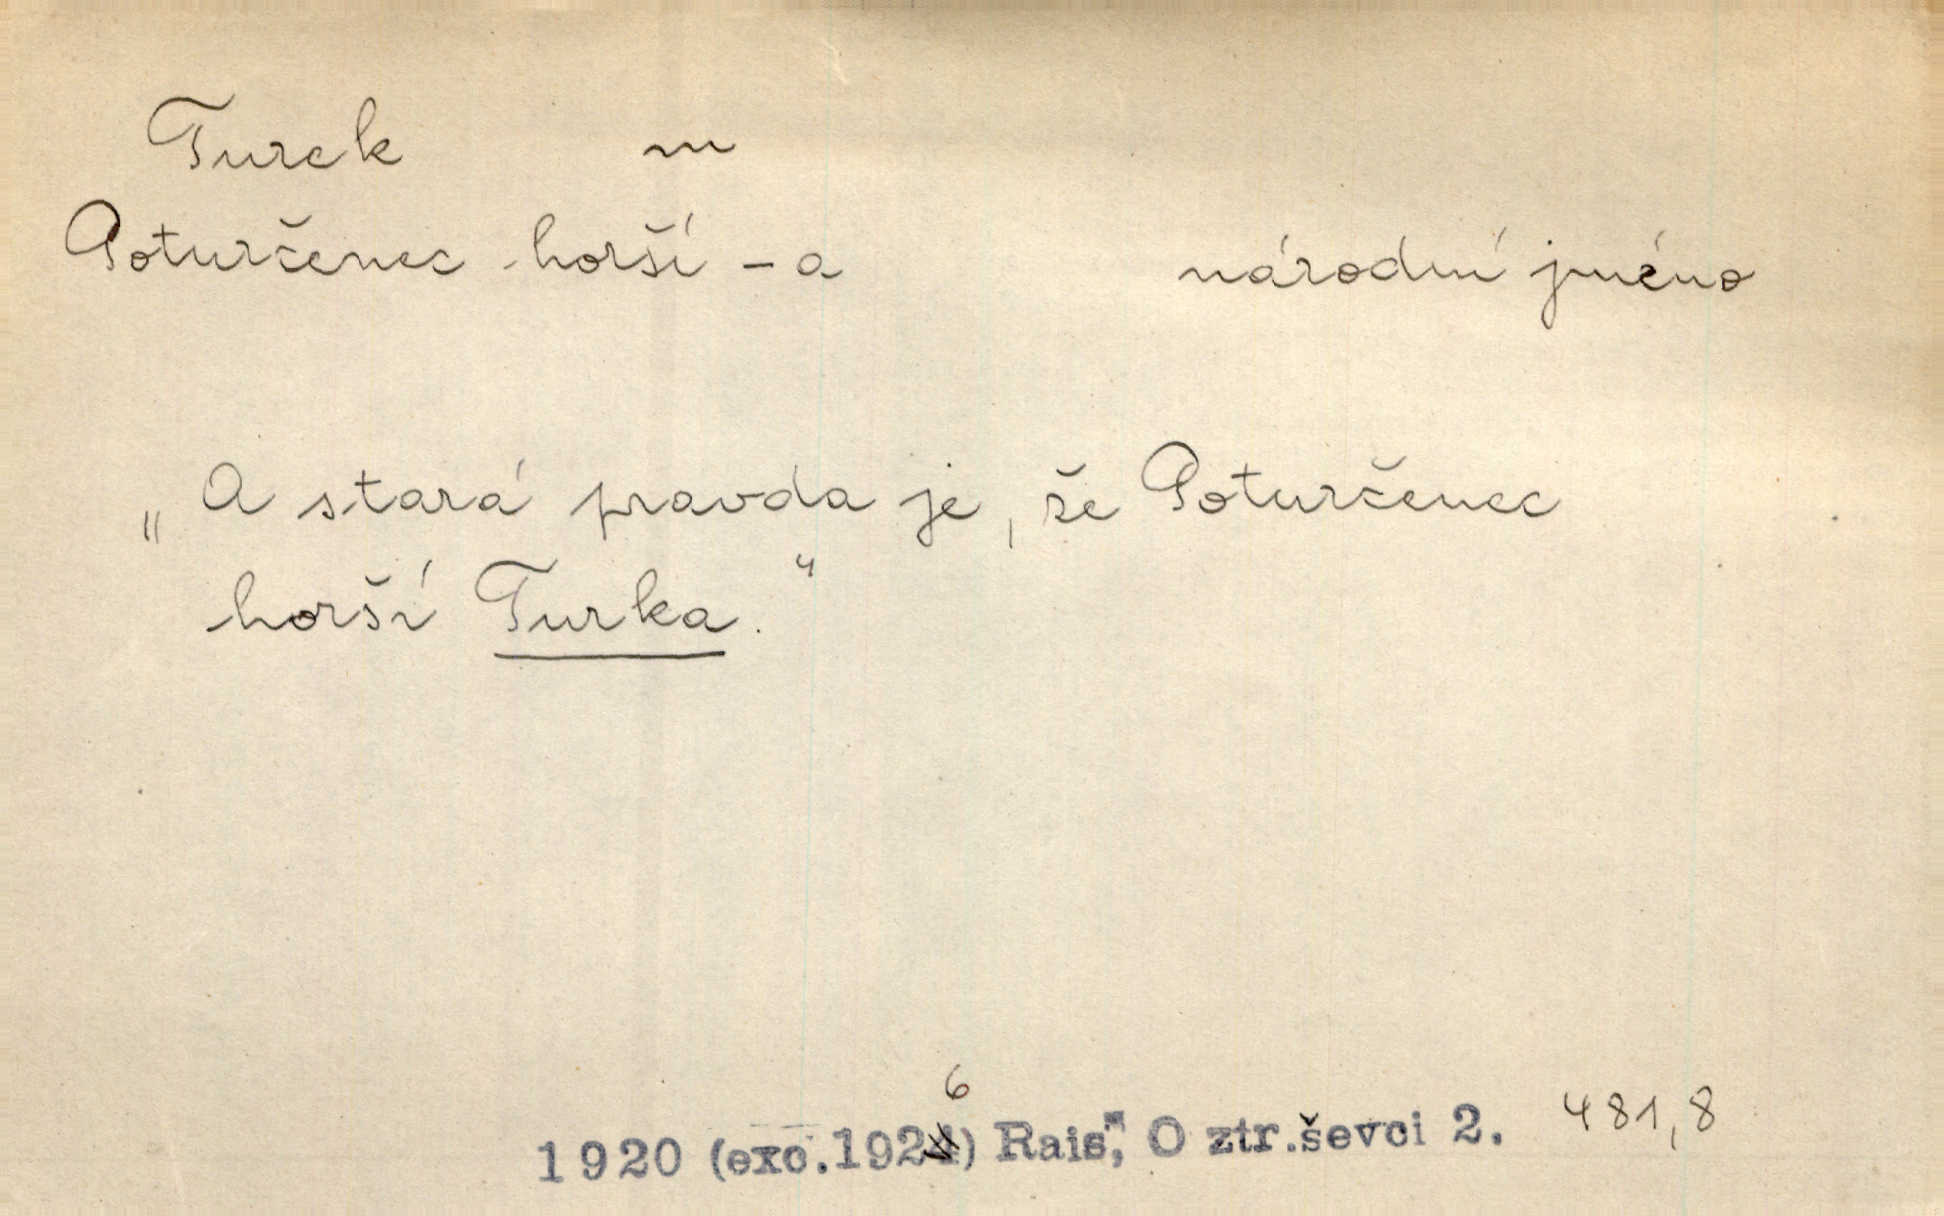 Turek m
Poturčenec horší -a národní jméno
„A stará pravda je, že Poturčenec
horší Turka."
6
1920 (exc.1924) Rais, O ztr.ševci 2. 481,8